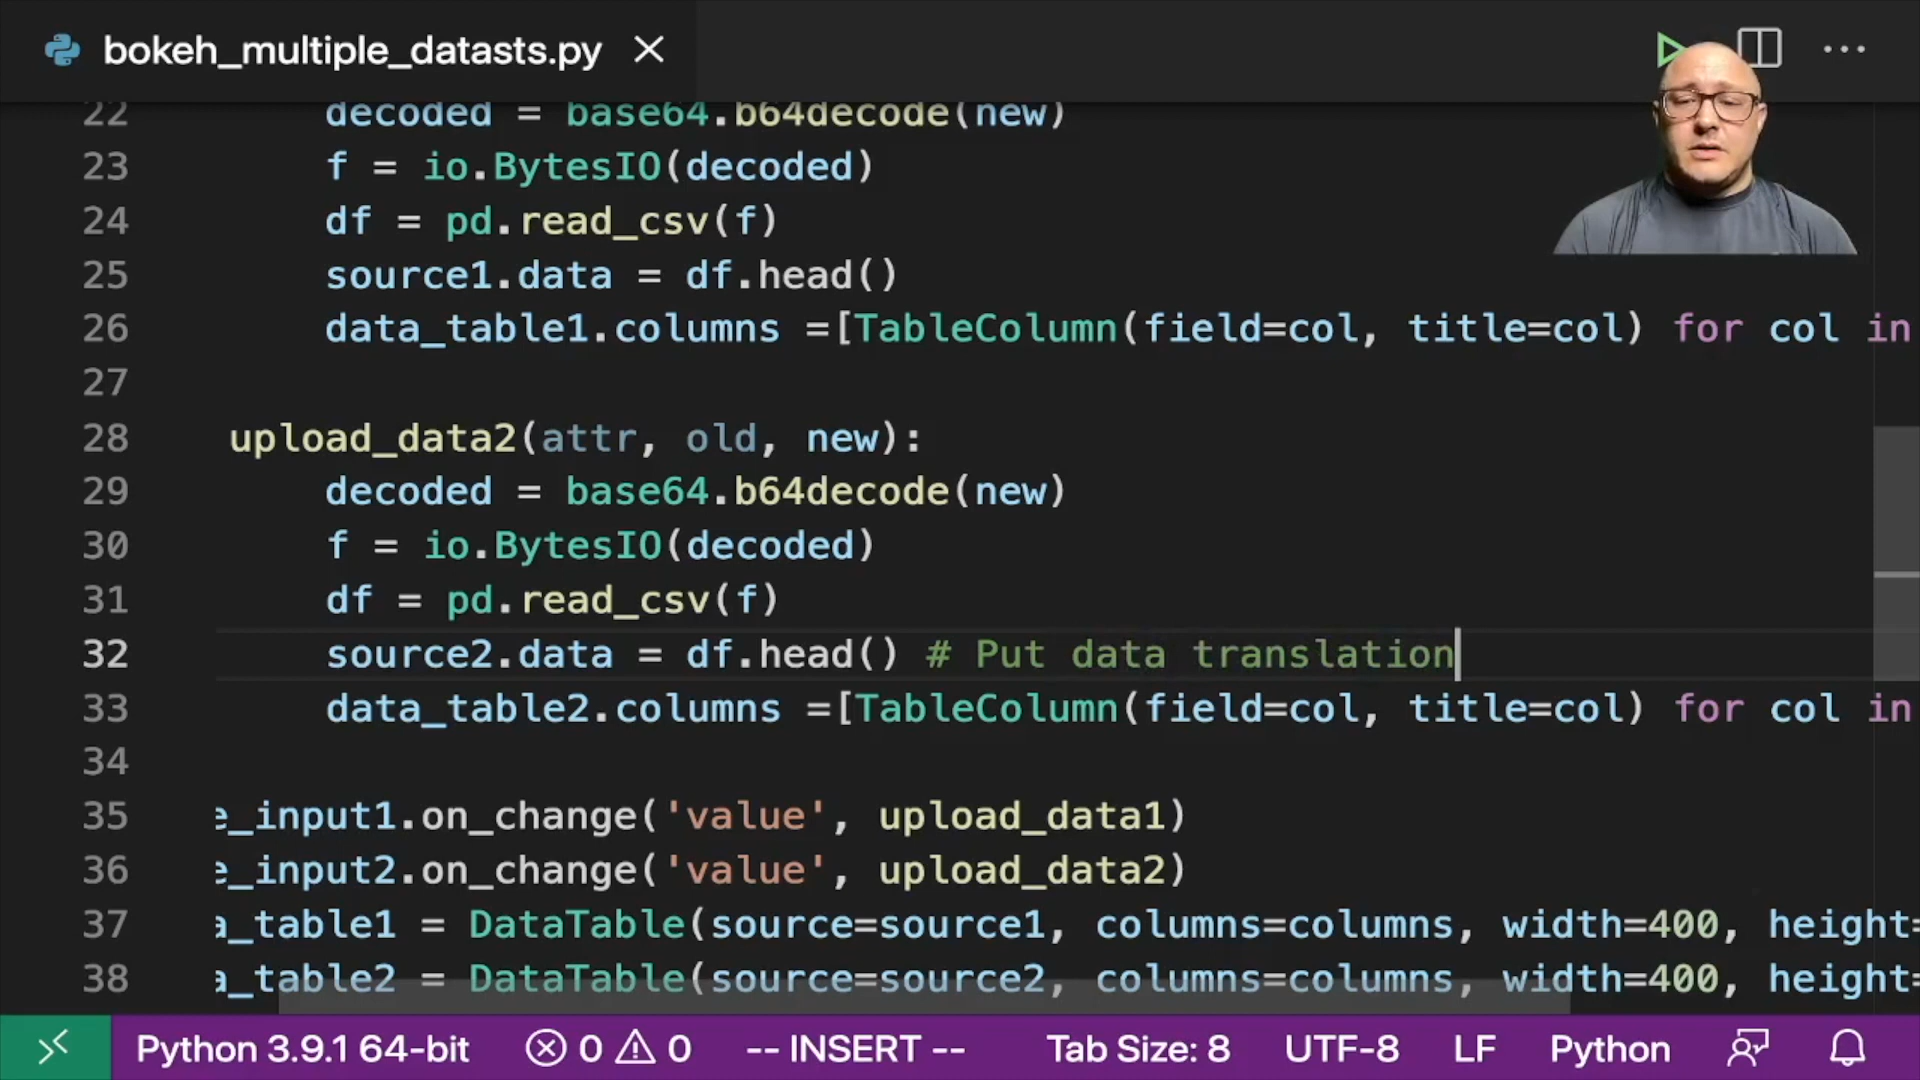 bokeh_multiple_datasts.py
22 decoded = base64.b64decode(new)
23 f = io.BytesIO(decoded)
24 df = pd.read_csv(f)
25 source1.data = df.head()
26 data_table1.columns =[TableColumn(field=col, title=col) for col in
27
28 upload_data2(attr, old, new):
29 decoded = base64.b64decode(new)
30 f = io.BytesIO(decoded)
31 df = pd.read_csv(f)
32 source2.data = df.head() # Put data translation
33 data_table2.columns =[TableColumn(field=col, title=col) for col in
34
35 e_input1.on_change('value', upload_data1)
36 e_input2.on_change('value', upload_data2)
37 a_table1 = DataTable(source=source1, columns=columns, width=400, height=
38 a_table2 = DataTable(source=source2, columns=columns, width=400, height=
Python 3.9.1 64-bit 0 0 -- INSERT -- Tab Size: 8 UTF-8 LF Python